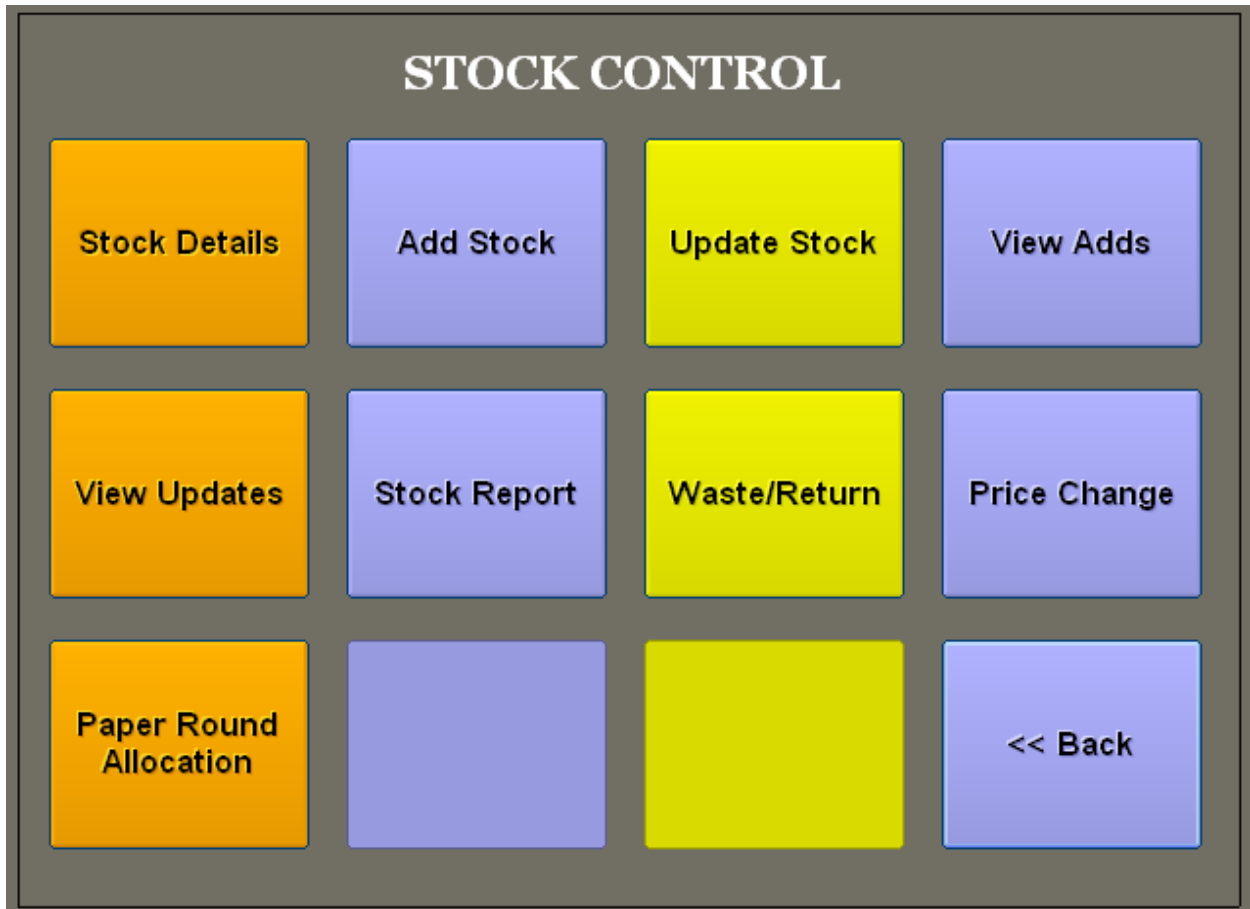 STOCK CONTROL
Stock Details
Add Stock
Update Stock
View Adds
View Updates
Stock Report
Waste/Return
Price Change
Paper Round
Allocation
<< Back